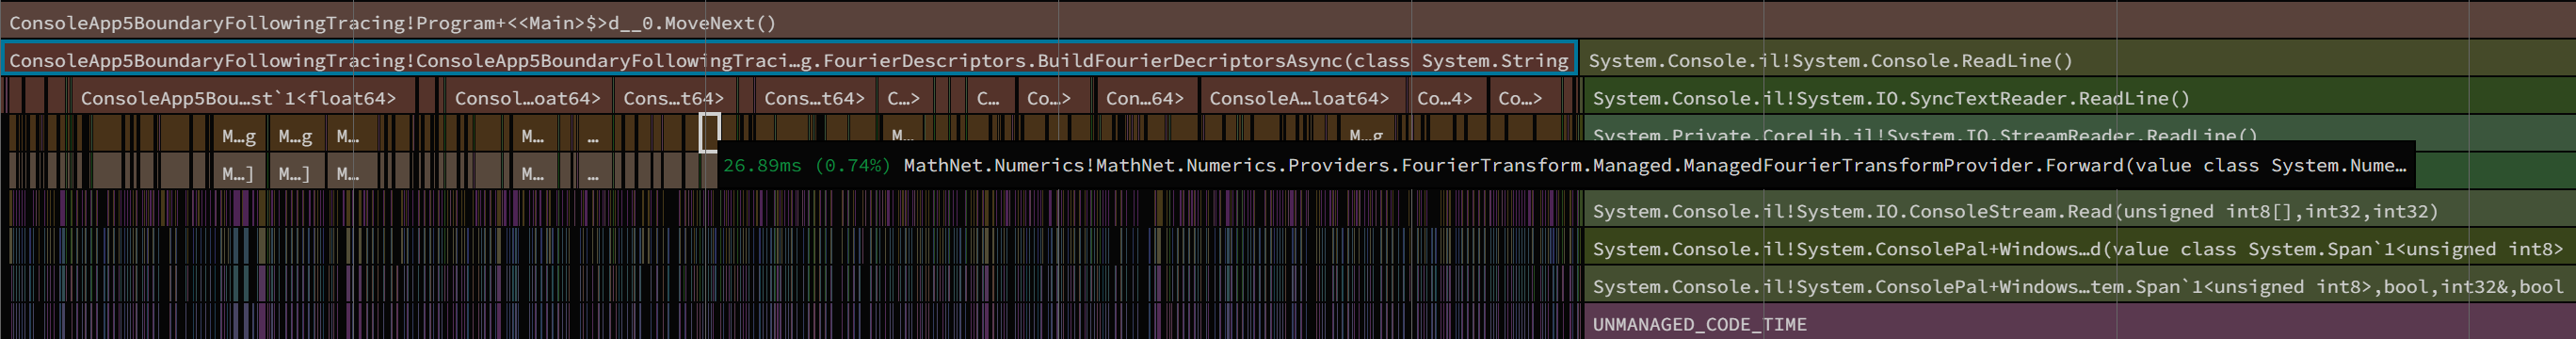 ConsoleApp5BoundaryFollowingTracing!Program+<<Main>$>d__0.MoveNext()
ConsoleApp5BoundaryFollowingTracing!ConsoleApp5BoundaryFollowingTraci…g.FourierDescriptors.BuildFourierDecriptorsAsync(class System.String
System.Console.il!System.Console.ReadLine()
ConsoleApp5Bou…st`1<float64>
Consol…oat64>
Cons…t64>
Cons…t64>
C…>
C…
Co…>
Con…64>
ConsoleA…loat64>
Co…4>
Co…>
System.Console.il!System.IO.SyncTextReader.ReadLine()
M…g
M…g
M…
M…
…
M…
M…g
System.Private.CoreLib.il!System.IO.StreamReader.ReadLine()
M…]
M…]
M…
M…
…
26.89ms (0.74%) MathNet.Numerics!MathNet.Numerics.Providers.FourierTransform.Managed.ManagedFourierTransformProvider.Forward(value class System.Nume…
System.Console.il!System.IO.ConsoleStream.Read(unsigned int8[],int32,int32)
System.Console.il!System.ConsolePal+Windows…d(value class System.Span`1<unsigned int8>
System.Console.il!System.ConsolePal+Windows…tem.Span`1<unsigned int8>,bool,int32&,bool
UNMANAGED_CODE_TIME